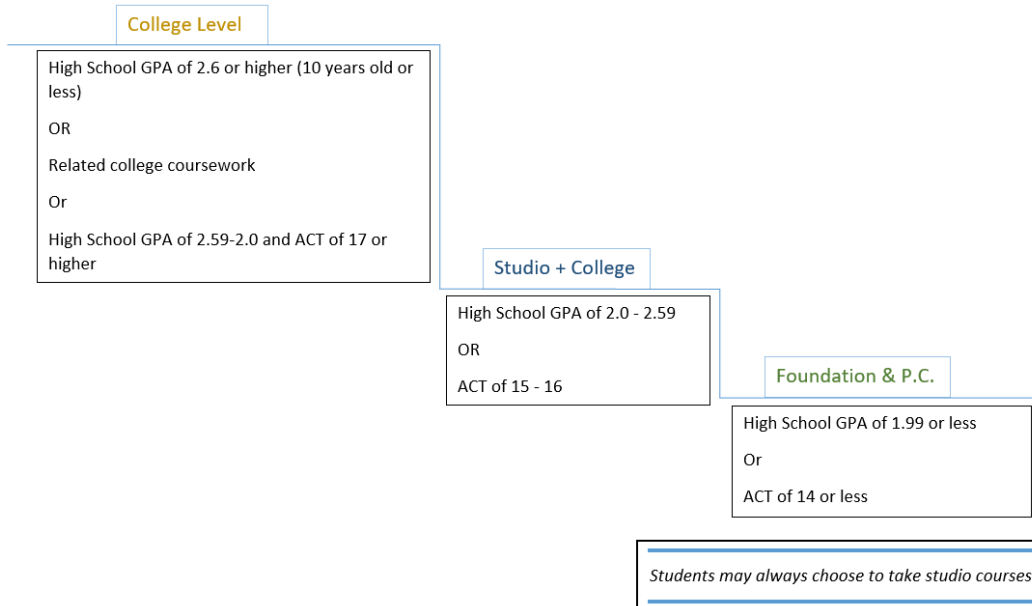 College Level
High School GPA of 2.6 or higher (10 years old or
less)
OR
Related college coursework
Or
High School GPA of 2.59-2.0 and ACT of 17 or
higher
Studio + College
High School GPA of 2.0 - 2.59
OR
ACT of 15 - 16
Foundation & P.C.
High School GPA of 1.99 or less
Or
ACT of 14 or less
Students may always choose to take studio courses